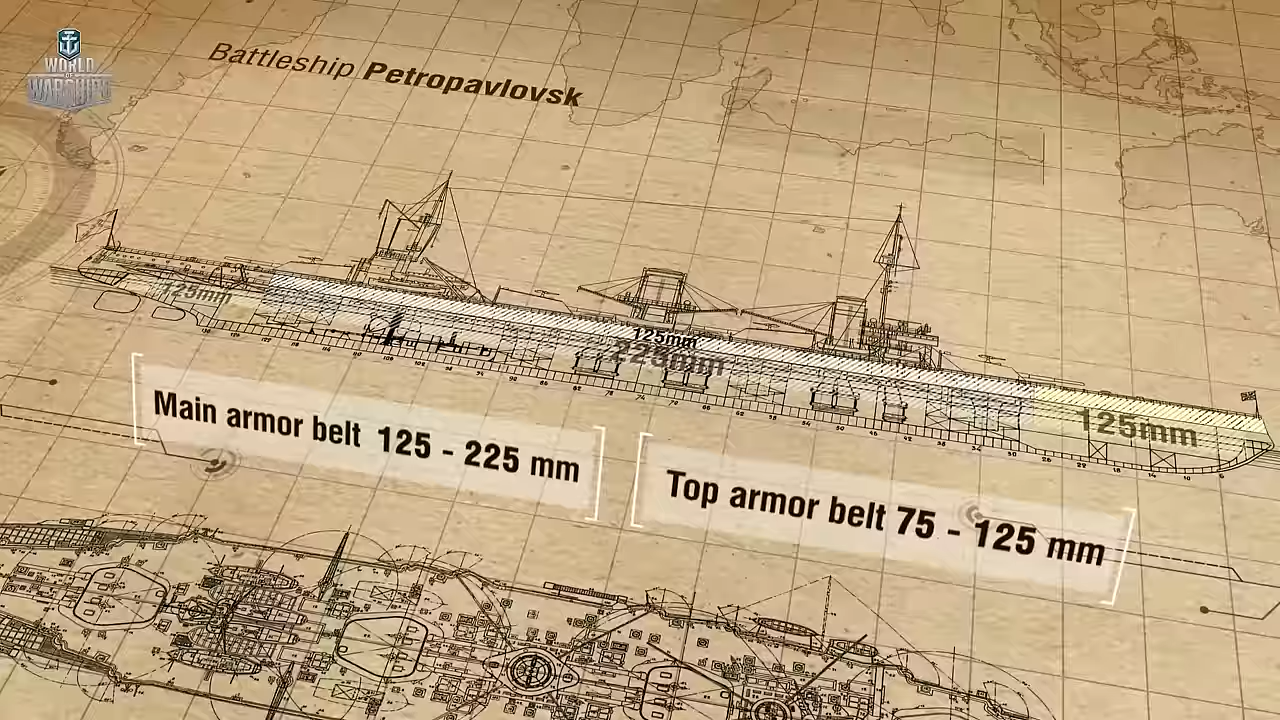 WORLD
OF
WARSHIPS
Battleship Petropavlovsk
125mm
125mm
225mm
125mm
Main armor belt 125 - 225 mm
Top armor belt 75 - 125 mm